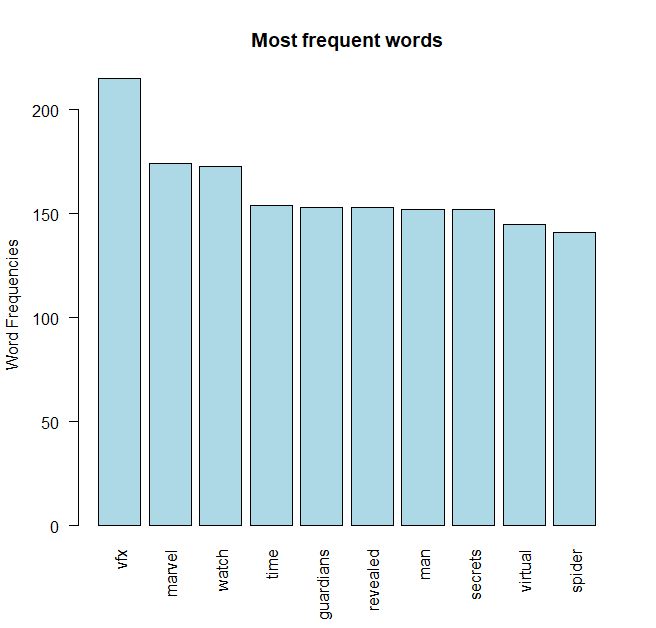 Most frequent words
Word Frequencies
200
150
100
50
0
vfx
marvel
watch
time
guardians
revealed
man
secrets
virtual
spider